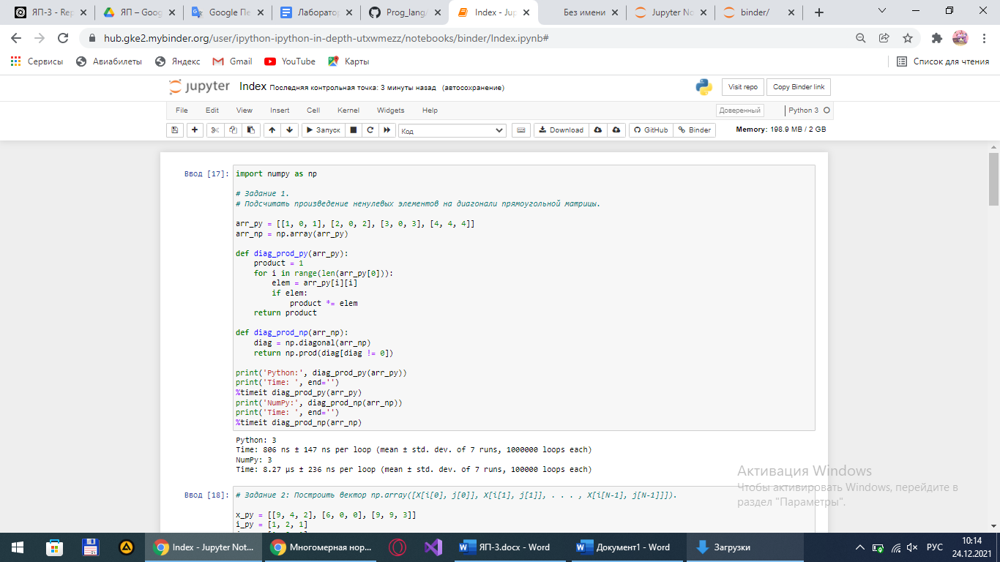 ЯП-3 - Rep
ЯП – Goog
Google Пе
Лаборатор
Prog_lang/
Index - Jup
Без имени
Jupyter No
binder/
hub.gke2.mybinder.org/user/ipython-ipython-in-depth-utxwmezz/notebooks/binder/Index.ipynb#
Сервисы
Авиабилеты
Яндекс
Gmail
YouTube
Карты
Список для чтения
jupyter Index Последняя контрольная точка: 3 минуты назад (автосохранение)
Visit repo
Copy Binder link
File Edit View Insert Cell Kernel Widgets Help
Доверенный
Python 3
Запуск
Код
Download
GitHub
Binder
Memory: 198.9 MB / 2 GB
Ввод [17]:
import numpy as np
# Задание 1.
# Подсчитать произведение ненулевых элементов на диагонали прямоугольной матрицы.
arr_py = [[1, 0, 1], [2, 0, 2], [3, 0, 3], [4, 4, 4]]
arr_np = np.array(arr_py)
def diag_prod_py(arr_py):
    product = 1
    for i in range(len(arr_py[0])):
        elem = arr_py[i][i]
        if elem:
            product *= elem
    return product
def diag_prod_np(arr_np):
    diag = np.diagonal(arr_np)
    return np.prod(diag[diag != 0])
print('Python:', diag_prod_py(arr_py))
print('Time: ', end='')
%timeit diag_prod_py(arr_py)
print('NumPy:', diag_prod_np(arr_np))
print('Time: ', end='')
%timeit diag_prod_np(arr_np)
Python: 3
Time: 806 ns ± 147 ns per loop (mean ± std. dev. of 7 runs, 1000000 loops each)
NumPy: 3
Time: 8.27 µs ± 236 ns per loop (mean ± std. dev. of 7 runs, 100000 loops each)
Ввод [18]:
# Задание 2: Построить вектор np.array([X[i[0], j[0]], X[i[1], j[1]], . . . , X[i[N-1], j[N-1]]]).
x_py = [[9, 4, 2], [6, 0, 0], [9, 9, 3]]
i_py = [1, 2, 1]
Активация Windows
Чтобы активировать Windows, перейдите в
раздел "Параметры".
Index - Jupyter Not...
Многомерная нор...
ЯП-3.docx - Word
Документ1 - Word
Загрузки
РУС
10:14
24.12.2021